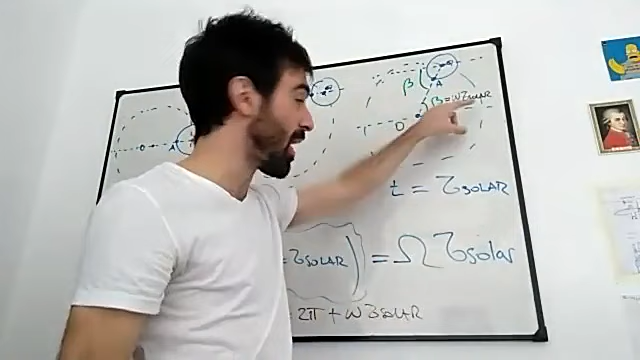 A
β
β = ωτsolar
O
O
A
t = τSOLAR
= τSOLAR) = Ω τsolar
= 2π + ω τSOLAR